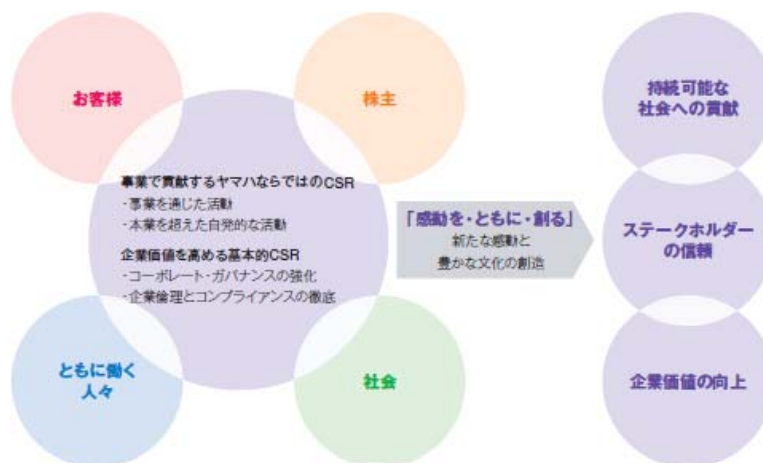 お客様
株主
事業で貢献するヤマハならではのCSR
・事業を通じた活動
・本業を超えた自発的な活動
企業価値を高める基本的CSR
・コーポレート・ガバナンスの強化
・企業倫理とコンプライアンスの徹底
ともに働く
人々
社会
「感動を・ともに・創る」
新たな感動と
豊かな文化の創造
持続可能な
社会への貢献
ステークホルダー
の信頼
企業価値の向上